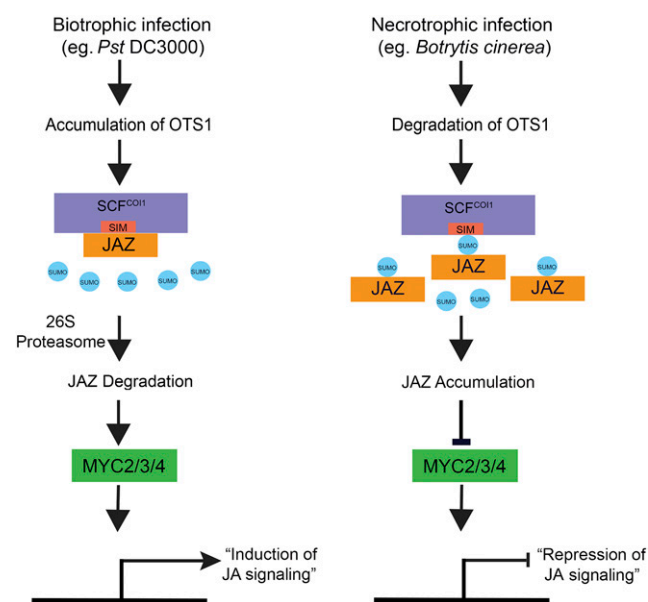 Biotrophic infection
(eg. Pst DC3000)
Accumulation of OTS1
SCFCOI1
SIM
JAZ
SUMO
SUMO
SUMO
SUMO
SUMO
26S
Proteasome
JAZ Degradation
MYC2/3/4
“Induction of
JA signaling”
Necrotrophic infection
(eg. Botrytis cinerea)
Degradation of OTS1
SCFCOI1
SIM
SUMO
JAZ
SUMO
JAZ
SUMO
JAZ
SUMO
SUMO
JAZ Accumulation
MYC2/3/4
“Repression of
JA signaling”